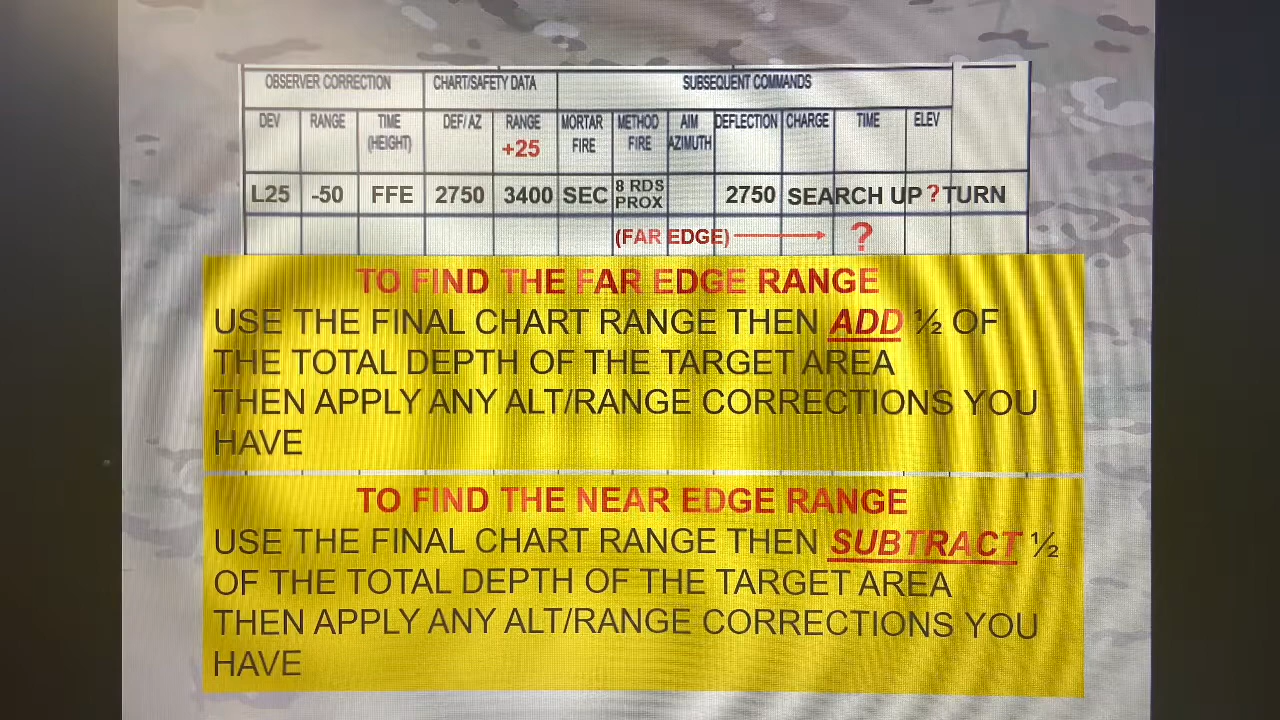 OBSERVER CORRECTION CHART/SAFETY DATA SUBSEQUENT COMMANDS
DEV RANGE TIME (HEIGHT) DEF/AZ RANGE +25 MORTAR FIRE METHOD FIRE AIM AZIMUTH DEFLECTION CHARGE TIME ELEV
L25 -50 FFE 2750 3400 SEC 8 RDS PROX 2750 SEARCH UP ? TURN
(FAR EDGE) ?
TO FIND THE FAR EDGE RANGE
USE THE FINAL CHART RANGE THEN ADD ½ OF
THE TOTAL DEPTH OF THE TARGET AREA
THEN APPLY ANY ALT/RANGE CORRECTIONS YOU
HAVE
TO FIND THE NEAR EDGE RANGE
USE THE FINAL CHART RANGE THEN SUBTRACT ½
OF THE TOTAL DEPTH OF THE TARGET AREA
THEN APPLY ANY ALT/RANGE CORRECTIONS YOU
HAVE